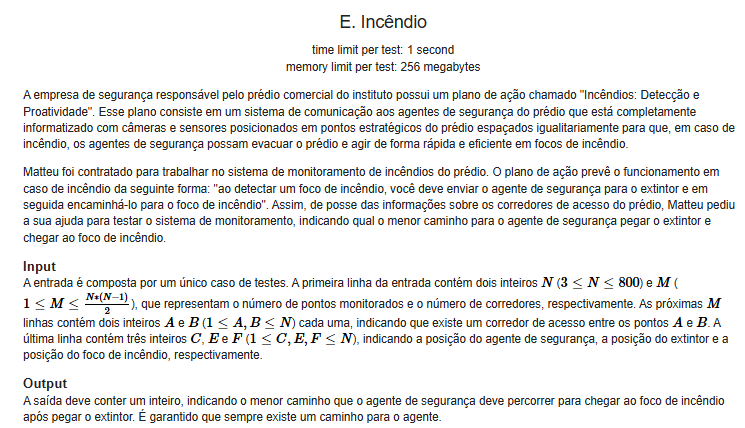 E. Incêndio
time limit per test: 1 second
memory limit per test: 256 megabytes
A empresa de segurança responsável pelo prédio comercial do instituto possui um plano de ação chamado "Incêndios: Detecção e
Proatividade". Esse plano consiste em um sistema de comunicação aos agentes de segurança do prédio que está completamente
informatizado com câmeras e sensores posicionados em pontos estratégicos do prédio espaçados igualitariamente para que, em caso de
incêndio, os agentes de segurança possam evacuar o prédio e agir de forma rápida e eficiente em focos de incêndio.
Matteu foi contratado para trabalhar no sistema de monitoramento de incêndios do prédio. O plano de ação prevê o funcionamento em
caso de incêndio da seguinte forma: "ao detectar um foco de incêndio, você deve enviar o agente de segurança para o extintor e em
seguida encaminhá-lo para o foco de incêndio". Assim, de posse das informações sobre os corredores de acesso do prédio, Matteu pediu
a sua ajuda para testar o sistema de monitoramento, indicando qual o menor caminho para o agente de segurança pegar o extintor e
chegar ao foco de incêndio.
Input
A entrada é composta por um único caso de testes. A primeira linha da entrada contém dois inteiros N (3 ≤ N ≤ 800) e M (
1 ≤ M ≤ N*(N−1)/2), que representam o número de pontos monitorados e o número de corredores, respectivamente. As próximas M
linhas contém dois inteiros A e B (1 ≤ A, B ≤ N) cada uma, indicando que existe um corredor de acesso entre os pontos A e B. A
última linha contém três inteiros C, E e F (1 ≤ C, E, F ≤ N), indicando a posição do agente de segurança, a posição do extintor e a
posição do foco de incêndio, respectivamente.
Output
A saída deve conter um inteiro, indicando o menor caminho que o agente de segurança deve percorrer para chegar ao foco de incêndio
após pegar o extintor. É garantido que sempre existe um caminho para o agente.